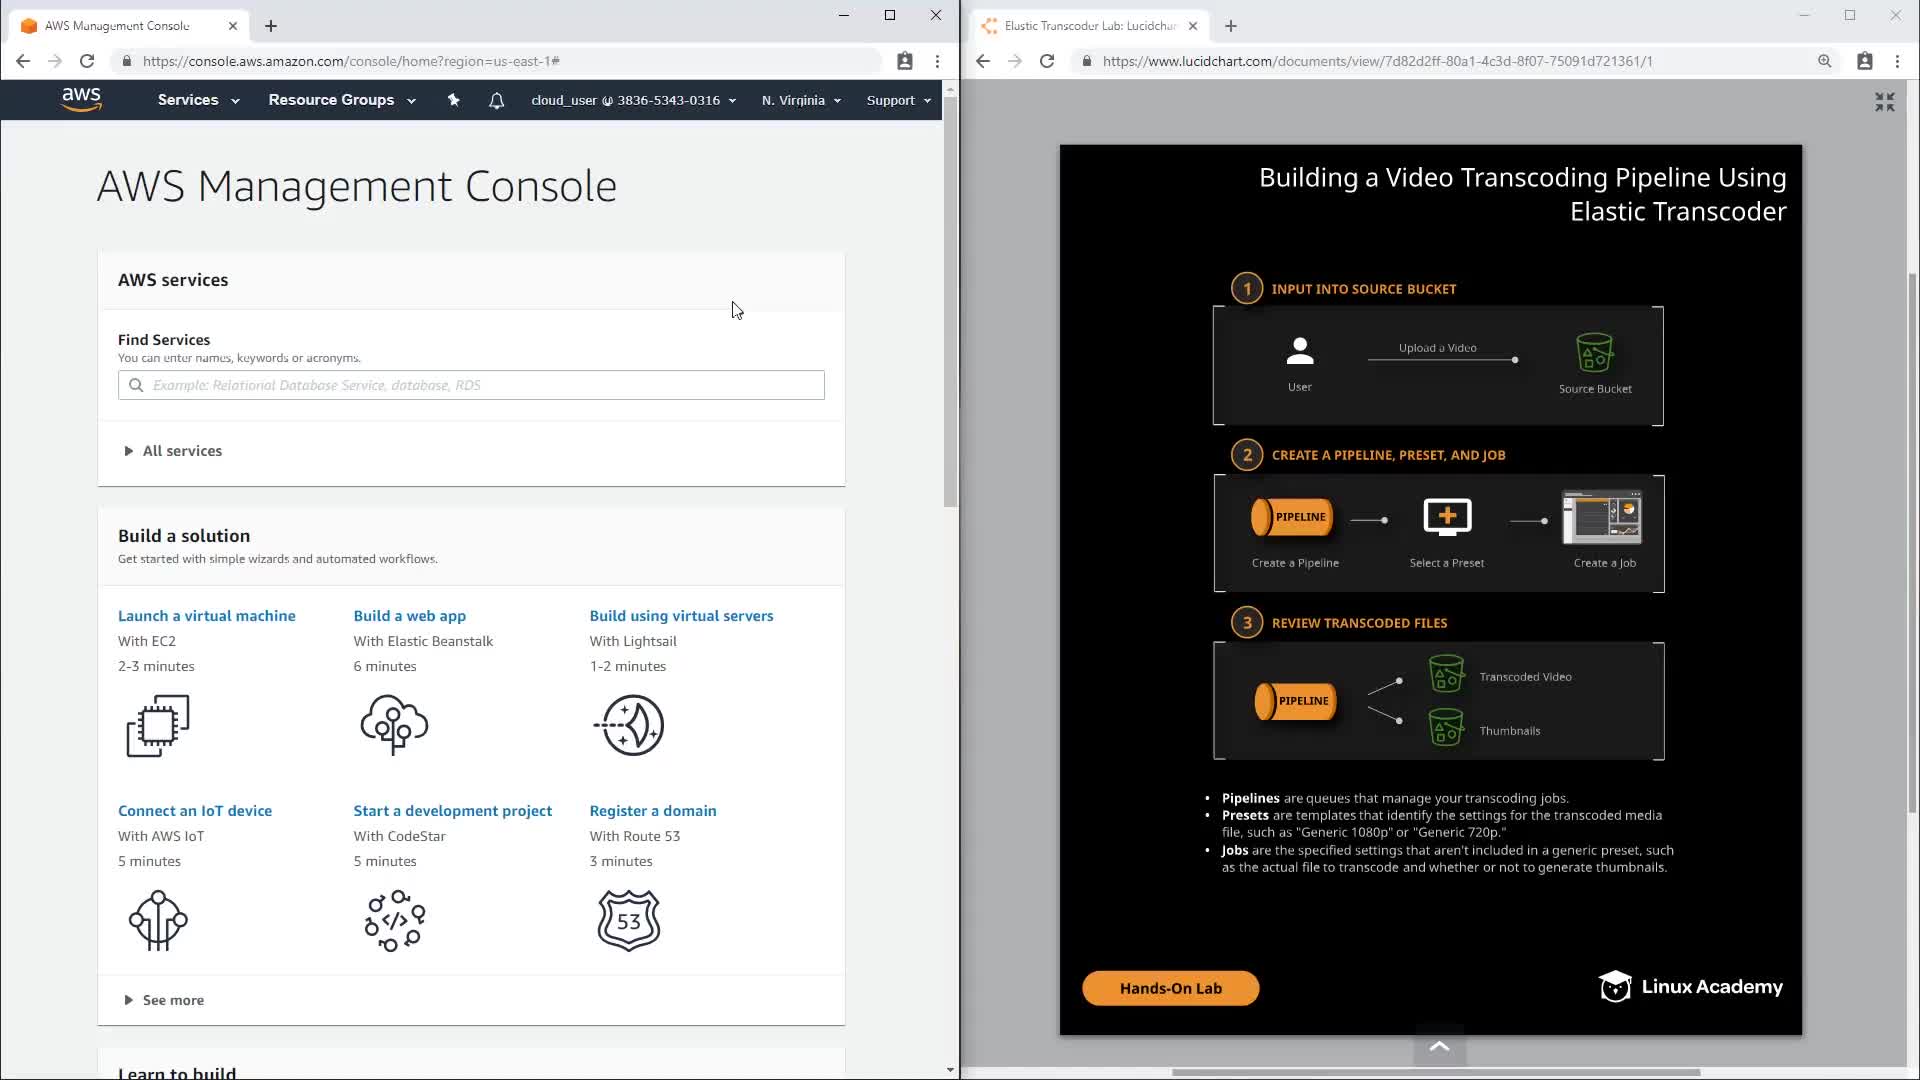 AWS Management Console
https://console.aws.amazon.com/console/home?region=us-east-1#
aws
Services
Resource Groups
cloud_user @ 3836-5343-0316
N. Virginia
Support
AWS Management Console
AWS services
Find Services
You can enter names, keywords or acronyms.
Example: Relational Database Service, database, RDS
All services
Build a solution
Get started with simple wizards and automated workflows.
Launch a virtual machine
With EC2
2-3 minutes
Build a web app
With Elastic Beanstalk
6 minutes
Build using virtual servers
With Lightsail
1-2 minutes
Connect an IoT device
With AWS IoT
5 minutes
Start a development project
With CodeStar
5 minutes
Register a domain
With Route 53
3 minutes
53
See more
Learn to build
Elastic Transcoder Lab: Lucidchar
https://www.lucidchart.com/documents/view/7d82d2ff-80a1-4c3d-8f07-75091d721361/1
Building a Video Transcoding Pipeline Using
Elastic Transcoder
1 INPUT INTO SOURCE BUCKET
Upload a Video
User
Source Bucket
2 CREATE A PIPELINE, PRESET, AND JOB
PIPELINE
Create a Pipeline
Select a Preset
Create a Job
3 REVIEW TRANSCODED FILES
PIPELINE
Transcoded Video
Thumbnails
• Pipelines are queues that manage your transcoding jobs.
• Presets are templates that identify the settings for the transcoded media
file, such as "Generic 1080p" or "Generic 720p."
• Jobs are the specified settings that aren't included in a generic preset, such
as the actual file to transcode and whether or not to generate thumbnails.
Hands-On Lab
Linux Academy